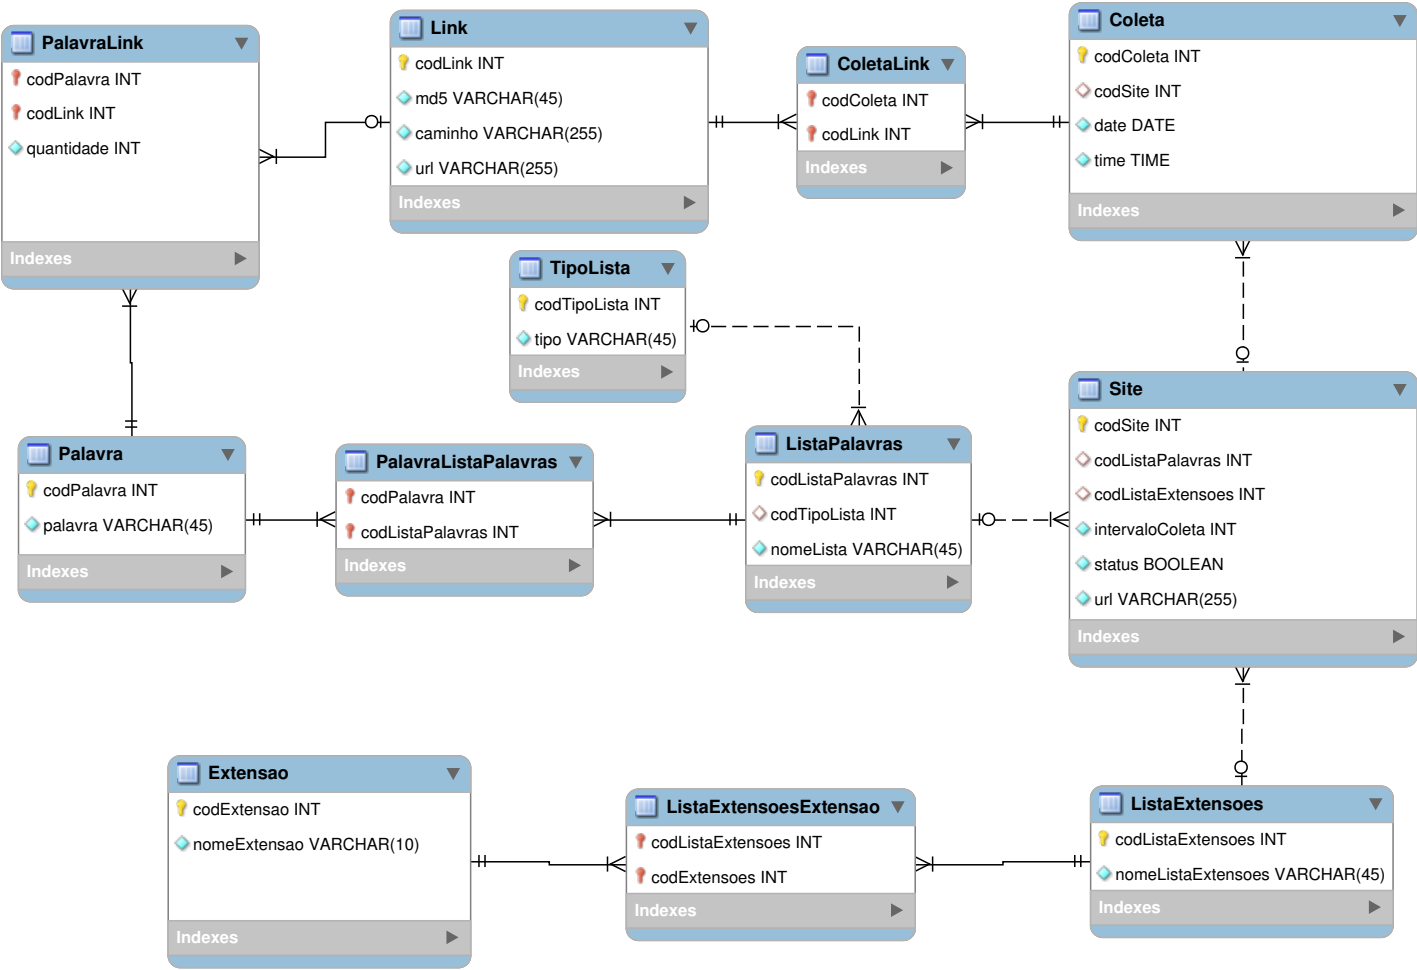 PalavraLink
codPalavra INT
codLink INT
quantidade INT
Indexes
Link
codLink INT
md5 VARCHAR(45)
caminho VARCHAR(255)
url VARCHAR(255)
Indexes
ColetaLink
codColeta INT
codLink INT
Indexes
Coleta
codColeta INT
codSite INT
date DATE
time TIME
Indexes
TipoLista
codTipoLista INT
tipo VARCHAR(45)
Indexes
Palavra
codPalavra INT
palavra VARCHAR(45)
Indexes
PalavraListaPalavras
codPalavra INT
codListaPalavras INT
Indexes
ListaPalavras
codListaPalavras INT
codTipoLista INT
nomeLista VARCHAR(45)
Indexes
Site
codSite INT
codListaPalavras INT
codListaExtensoes INT
intervaloColeta INT
status BOOLEAN
url VARCHAR(255)
Indexes
Extensao
codExtensao INT
nomeExtensao VARCHAR(10)
Indexes
ListaExtensoesExtensao
codListaExtensoes INT
codExtensoes INT
Indexes
ListaExtensoes
codListaExtensoes INT
nomeListaExtensoes VARCHAR(45)
Indexes